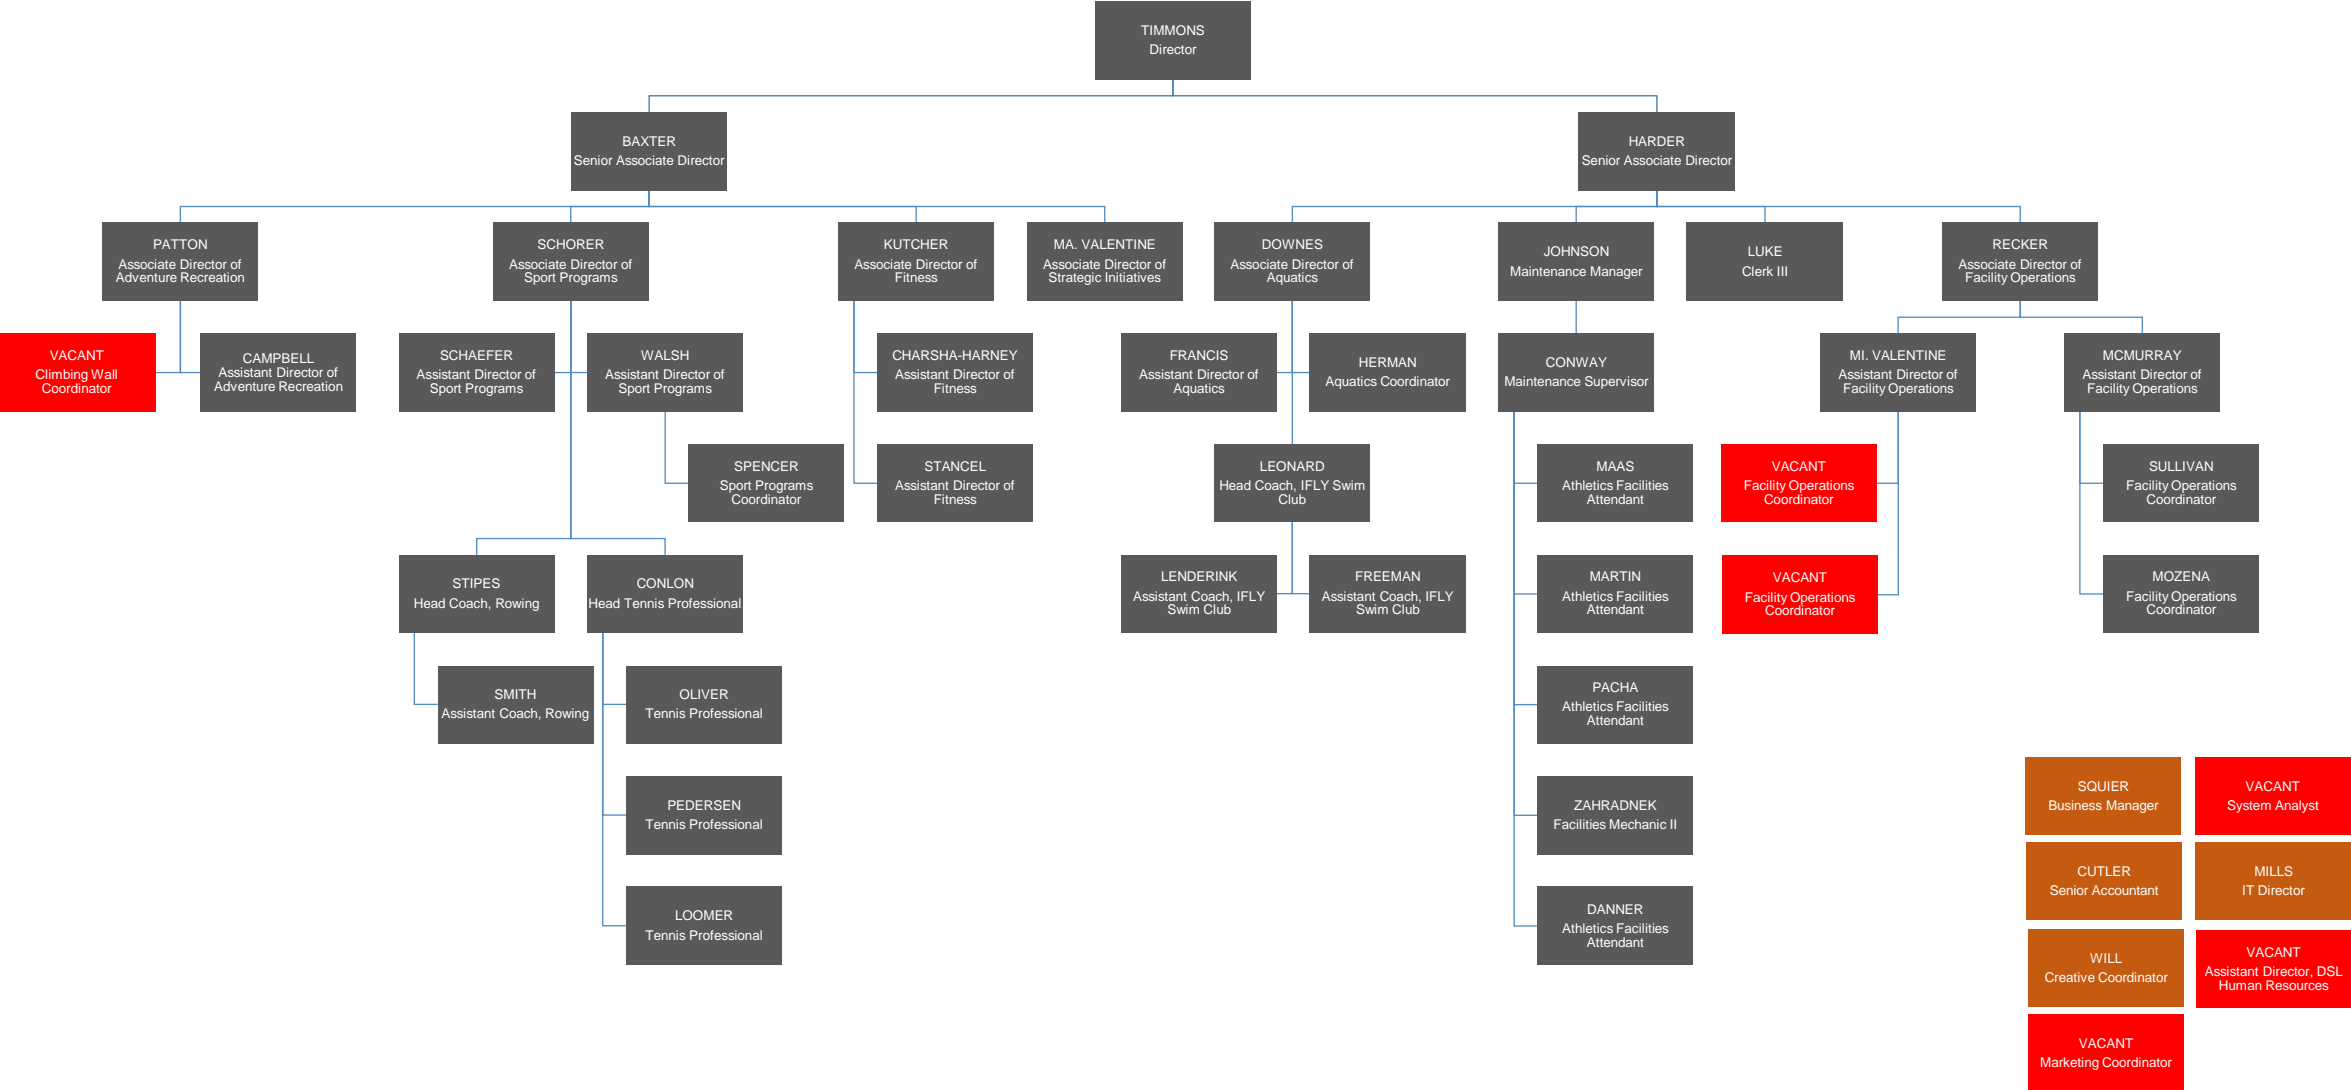 TIMMONS
Director
BAXTER
Senior Associate Director
HARDER
Senior Associate Director
PATTON
Associate Director of
Adventure Recreation
SCHORER
Associate Director of
Sport Programs
KUTCHER
Associate Director of
Fitness
MA. VALENTINE
Associate Director of
Strategic Initiatives
DOWNES
Associate Director of
Aquatics
JOHNSON
Maintenance Manager
LUKE
Clerk III
RECKER
Associate Director of
Facility Operations
VACANT
Climbing Wall
Coordinator
CAMPBELL
Assistant Director of
Adventure Recreation
SCHAEFER
Assistant Director of
Sport Programs
WALSH
Assistant Director of
Sport Programs
CHARSHA-HARNEY
Assistant Director of
Fitness
FRANCIS
Assistant Director of
Aquatics
HERMAN
Aquatics Coordinator
CONWAY
Maintenance Supervisor
MI. VALENTINE
Assistant Director of
Facility Operations
MCMURRAY
Assistant Director of
Facility Operations
SPENCER
Sport Programs
Coordinator
STANCEL
Assistant Director of
Fitness
LEONARD
Head Coach, IFLY Swim
Club
MAAS
Athletics Facilities
Attendant
VACANT
Facility Operations
Coordinator
SULLIVAN
Facility Operations
Coordinator
STIPES
Head Coach, Rowing
CONLON
Head Tennis Professional
LENDERINK
Assistant Coach, IFLY
Swim Club
FREEMAN
Assistant Coach, IFLY
Swim Club
MARTIN
Athletics Facilities
Attendant
VACANT
Facility Operations
Coordinator
MOZENA
Facility Operations
Coordinator
SMITH
Assistant Coach, Rowing
OLIVER
Tennis Professional
PACHA
Athletics Facilities
Attendant
PEDERSEN
Tennis Professional
ZAHRADNEK
Facilities Mechanic II
SQUIER
Business Manager
VACANT
System Analyst
LOOMER
Tennis Professional
DANNER
Athletics Facilities
Attendant
CUTLER
Senior Accountant
MILLS
IT Director
WILL
Creative Coordinator
VACANT
Assistant Director, DSL
Human Resources
VACANT
Marketing Coordinator